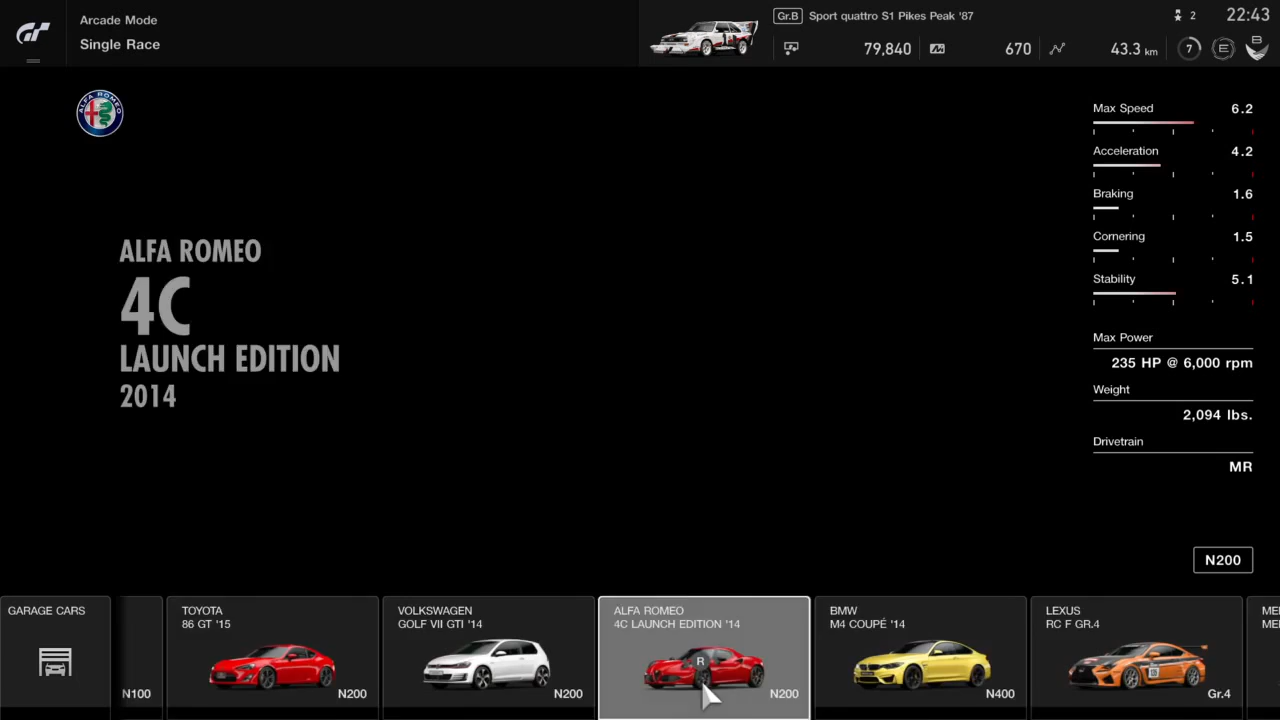 Arcade Mode
Single Race
Gr.B Sport quattro S1 Pikes Peak '87
2 22:43
79,840 670 43.3 km 7 E B
ALFA ROMEO
ALFA ROMEO
4C
LAUNCH EDITION
2014
Max Speed 6.2
Acceleration 4.2
Braking 1.6
Cornering 1.5
Stability 5.1
Max Power
235 HP @ 6,000 rpm
Weight
2,094 lbs.
Drivetrain
MR
N200
GARAGE CARS
N100
TOYOTA
86 GT '15
N200
VOLKSWAGEN
GOLF VII GTI '14
N200
ALFA ROMEO
4C LAUNCH EDITION '14
R
N200
BMW
M4 COUPÉ '14
N400
LEXUS
RC F GR.4
Gr.4